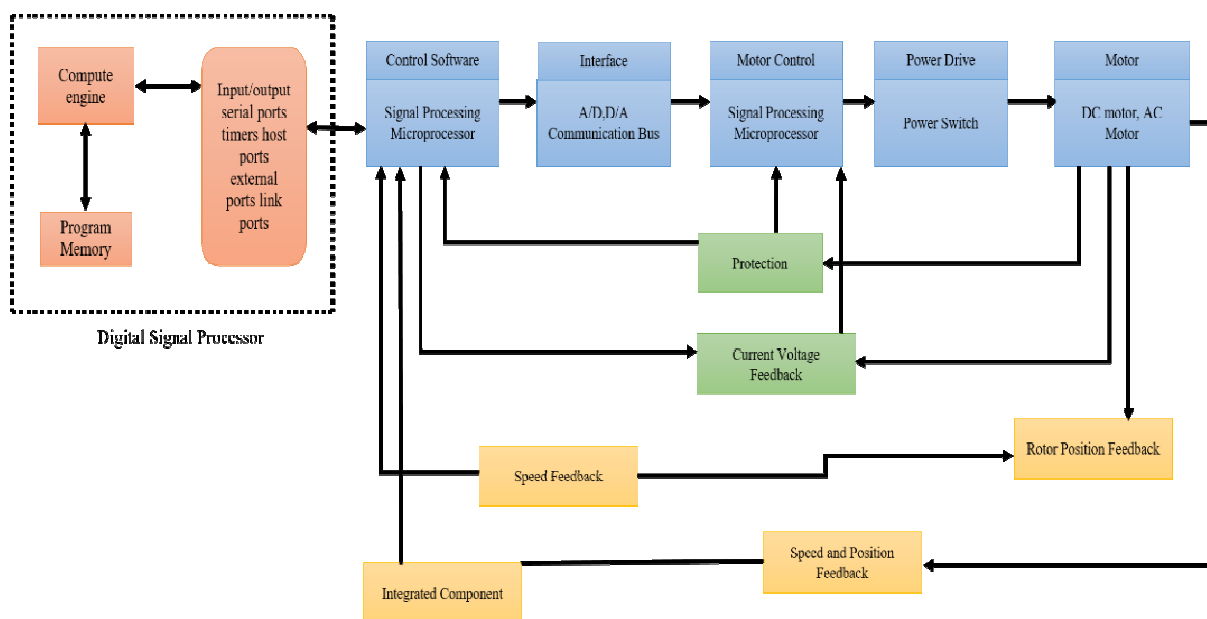 Compute
engine
Program
Memory
Input/output
serial ports
timers host
ports
external
ports link
ports
Digital Signal Processor
Control Software
Signal Processing
Microprocessor
Interface
A/D,D/A
Communication Bus
Motor Control
Signal Processing
Microprocessor
Power Drive
Power Switch
Motor
DC motor, AC
Motor
Protection
Current Voltage
Feedback
Rotor Position Feedback
Speed Feedback
Speed and Position
Feedback
Integrated Component